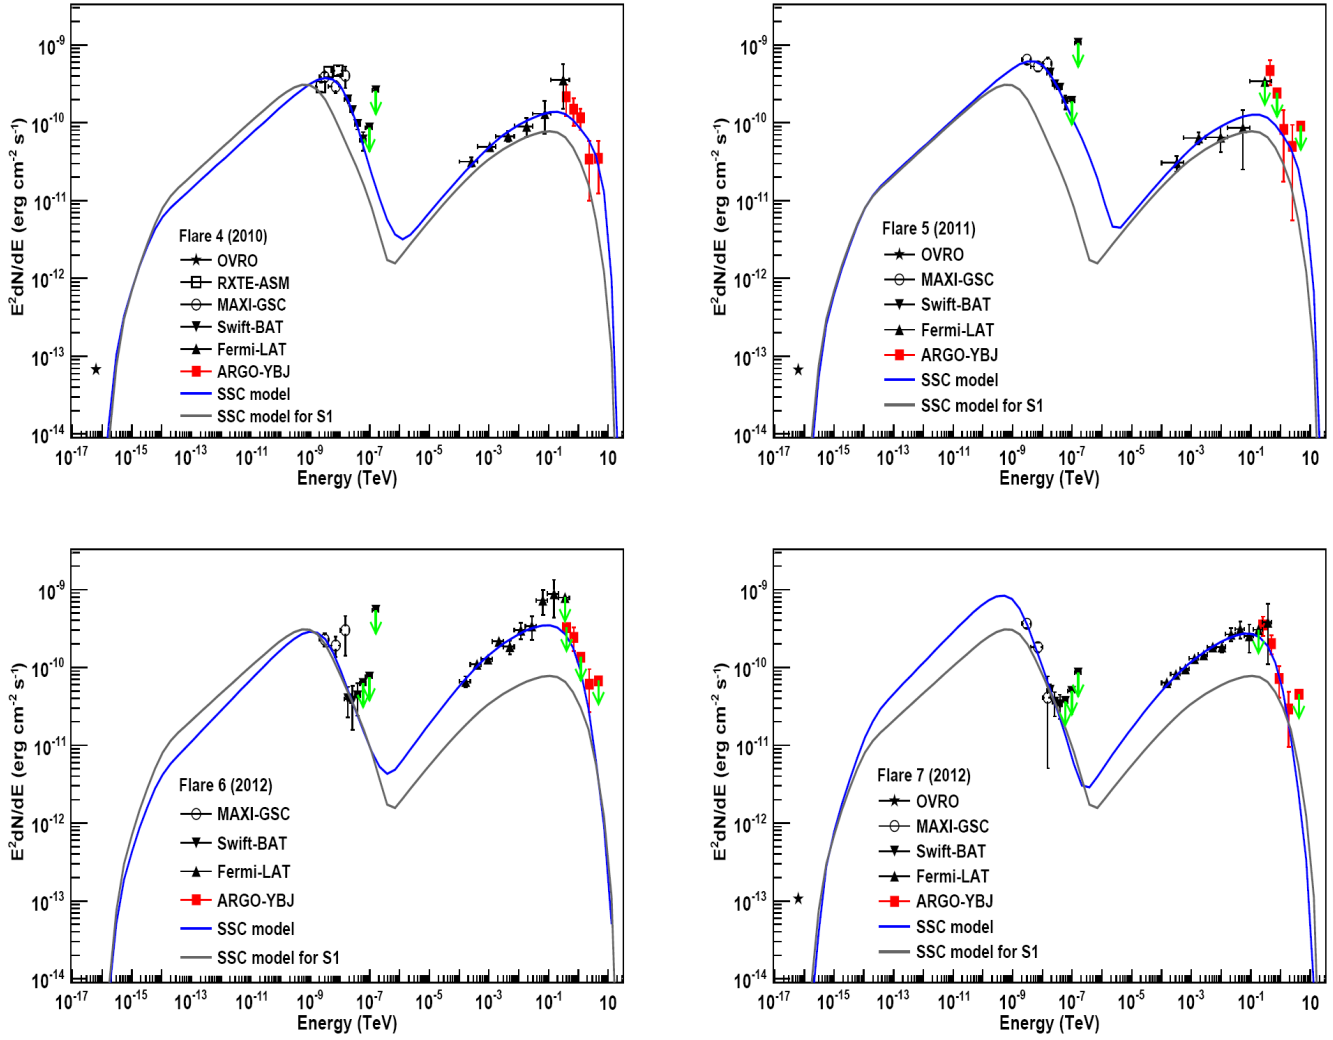 E²dN/dE (erg cm⁻² s⁻¹)
10⁻⁹
10⁻¹⁰
10⁻¹¹
10⁻¹²
10⁻¹³
10⁻¹⁴
Flare 4 (2010)
OVRO
RXTE-ASM
MAXI-GSC
Swift-BAT
Fermi-LAT
ARGO-YBJ
SSC model
SSC model for S1
10⁻¹⁷ 10⁻¹⁵ 10⁻¹³ 10⁻¹¹ 10⁻⁹ 10⁻⁷ 10⁻⁵ 10⁻³ 10⁻¹ 10
Energy (TeV)
E²dN/dE (erg cm⁻² s⁻¹)
10⁻⁹
10⁻¹⁰
10⁻¹¹
10⁻¹²
10⁻¹³
10⁻¹⁴
Flare 5 (2011)
OVRO
MAXI-GSC
Swift-BAT
Fermi-LAT
ARGO-YBJ
SSC model
SSC model for S1
10⁻¹⁷ 10⁻¹⁵ 10⁻¹³ 10⁻¹¹ 10⁻⁹ 10⁻⁷ 10⁻⁵ 10⁻³ 10⁻¹ 10
Energy (TeV)
E²dN/dE (erg cm⁻² s⁻¹)
10⁻⁹
10⁻¹⁰
10⁻¹¹
10⁻¹²
10⁻¹³
10⁻¹⁴
Flare 6 (2012)
MAXI-GSC
Swift-BAT
Fermi-LAT
ARGO-YBJ
SSC model
SSC model for S1
10⁻¹⁷ 10⁻¹⁵ 10⁻¹³ 10⁻¹¹ 10⁻⁹ 10⁻⁷ 10⁻⁵ 10⁻³ 10⁻¹ 10
Energy (TeV)
E²dN/dE (erg cm⁻² s⁻¹)
10⁻⁹
10⁻¹⁰
10⁻¹¹
10⁻¹²
10⁻¹³
10⁻¹⁴
Flare 7 (2012)
OVRO
MAXI-GSC
Swift-BAT
Fermi-LAT
ARGO-YBJ
SSC model
SSC model for S1
10⁻¹⁷ 10⁻¹⁵ 10⁻¹³ 10⁻¹¹ 10⁻⁹ 10⁻⁷ 10⁻⁵ 10⁻³ 10⁻¹ 10
Energy (TeV)